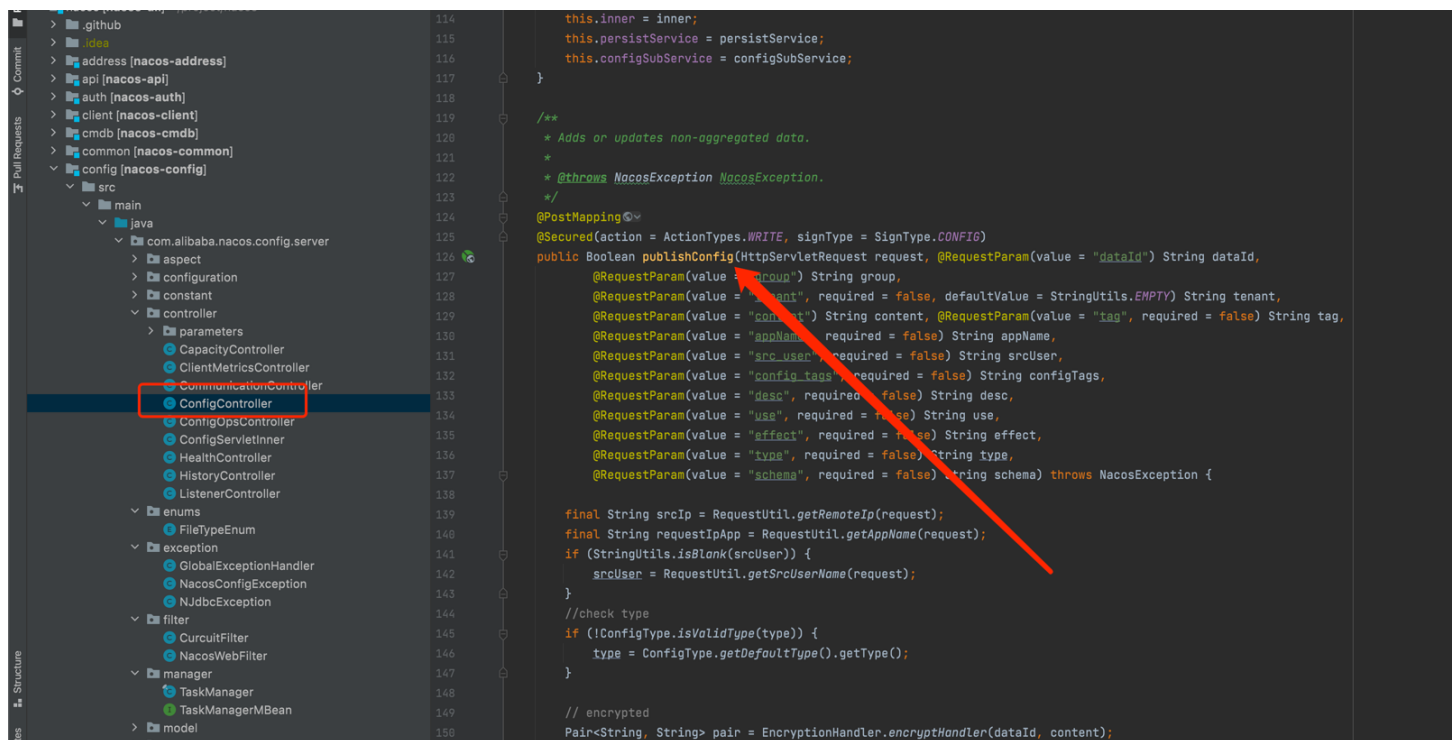 Commit
Pull Requests
Structure
.github
.idea
address [nacos-address]
api [nacos-api]
auth [nacos-auth]
client [nacos-client]
cmdb [nacos-cmdb]
common [nacos-common]
config [nacos-config]
src
main
java
com.alibaba.nacos.config.server
aspect
configuration
constant
controller
parameters
CapacityController
ClientMetricsController
CommunicationController
ConfigController
ConfigOpsController
ConfigServletInner
HealthController
HistoryController
ListenerController
enums
FileTypeEnum
exception
GlobalExceptionHandler
NacosConfigException
NJdbcException
filter
CurcuitFilter
NacosWebFilter
manager
TaskManager
TaskManagerMBean
model
114 this.inner = inner;
115 this.persistService = persistService;
116 this.configSubService = configSubService;
117 }
118
119 /**
120 * Adds or updates non-aggregated data.
121 *
122 * @throws NacosException NacosException.
123 */
124 @PostMapping
125 @Secured(action = ActionTypes.WRITE, signType = SignType.CONFIG)
126 public Boolean publishConfig(HttpServletRequest request, @RequestParam(value = "dataId") String dataId,
127 @RequestParam(value = "group") String group,
128 @RequestParam(value = "tenant", required = false, defaultValue = StringUtils.EMPTY) String tenant,
129 @RequestParam(value = "content") String content, @RequestParam(value = "tag", required = false) String tag,
130 @RequestParam(value = "appName", required = false) String appName,
131 @RequestParam(value = "src_user", required = false) String srcUser,
132 @RequestParam(value = "config_tags", required = false) String configTags,
133 @RequestParam(value = "desc", required = false) String desc,
134 @RequestParam(value = "use", required = false) String use,
135 @RequestParam(value = "effect", required = false) String effect,
136 @RequestParam(value = "type", required = false) String type,
137 @RequestParam(value = "schema", required = false) String schema) throws NacosException {
138
139 final String srcIp = RequestUtil.getRemoteIp(request);
140 final String requestIpApp = RequestUtil.getAppName(request);
141 if (StringUtils.isBlank(srcUser)) {
142 srcUser = RequestUtil.getSrcUserName(request);
143 }
144 //check type
145 if (!ConfigType.isValidType(type)) {
146 type = ConfigType.getDefaultType().getType();
147 }
148
149 // encrypted
150 Pair<String, String> pair = EncryptionHandler.encryptHandler(dataId, content);